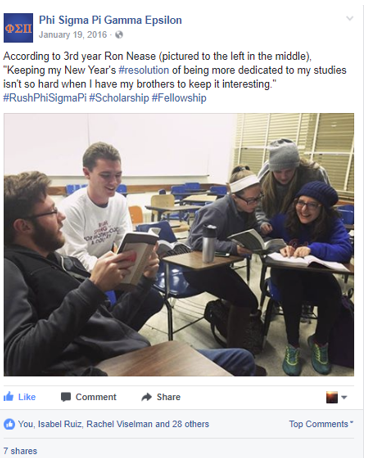 ΦΣΠ
Phi Sigma Pi Gamma Epsilon
January 19, 2016 ·
According to 3rd year Ron Nease (pictured to the left in the middle),
"Keeping my New Year's #resolution of being more dedicated to my studies
isn't so hard when I have my brothers to keep it interesting."
#RushPhiSigmaPi #Scholarship #Fellowship
Like Comment Share
You, Isabel Ruiz, Rachel Viselman and 28 others Top Comments
7 shares